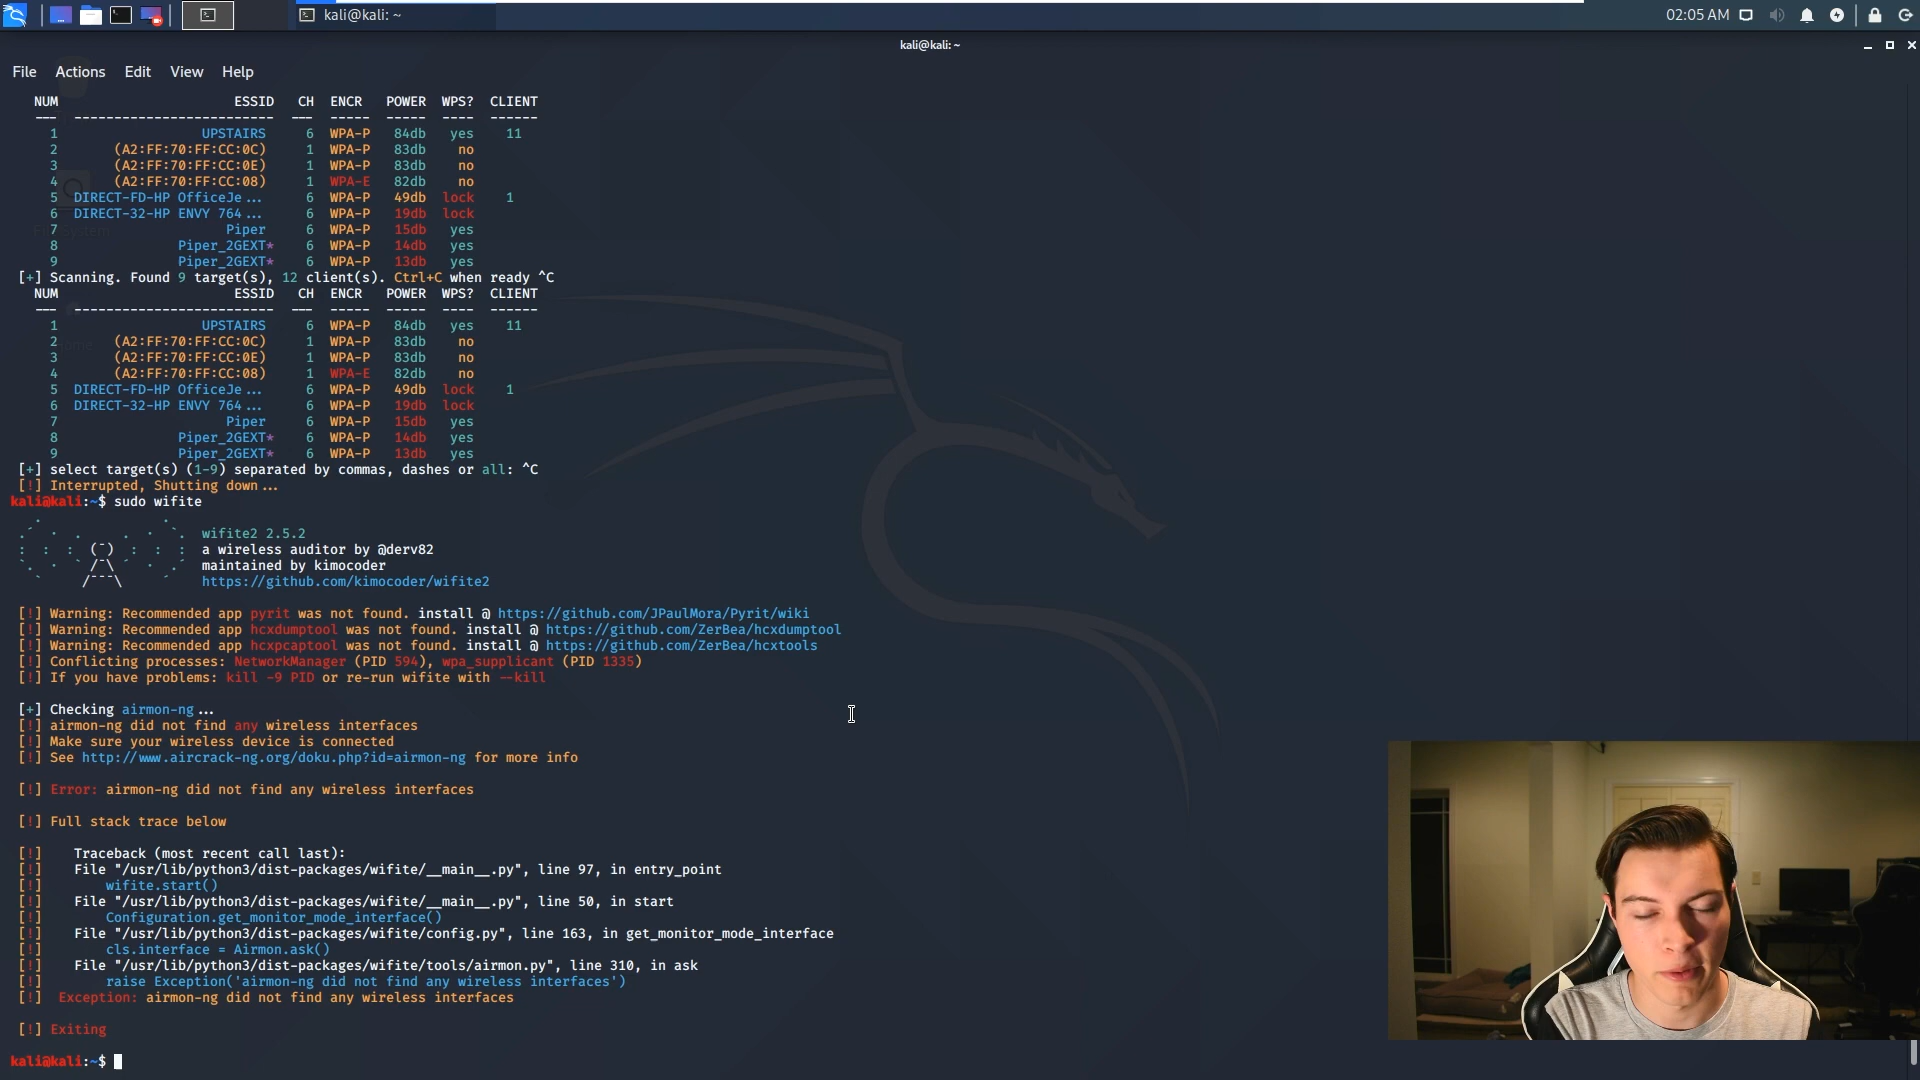 kali@kali: ~
02:05 AM
kali@kali: ~
File Actions Edit View Help
NUM ESSID CH ENCR POWER WPS? CLIENT
--- ------------------------- --- ----- ----- ---- ------
1 UPSTAIRS 6 WPA-P 84db yes 11
2 (A2:FF:70:FF:CC:0C) 1 WPA-P 83db no
3 (A2:FF:70:FF:CC:0E) 1 WPA-P 83db no
4 (A2:FF:70:FF:CC:08) 1 WPA-E 82db no
5 DIRECT-FD-HP OfficeJe... 6 WPA-P 49db lock 1
6 DIRECT-32-HP ENVY 764... 6 WPA-P 19db lock
7 Piper 6 WPA-P 15db yes
8 Piper_2GEXT* 6 WPA-P 14db yes
9 Piper_2GEXT* 6 WPA-P 13db yes
[+] Scanning. Found 9 target(s), 12 client(s). Ctrl+C when ready ^C
NUM ESSID CH ENCR POWER WPS? CLIENT
--- ------------------------- --- ----- ----- ---- ------
1 UPSTAIRS 6 WPA-P 84db yes 11
2 (A2:FF:70:FF:CC:0C) 1 WPA-P 83db no
3 (A2:FF:70:FF:CC:0E) 1 WPA-P 83db no
4 (A2:FF:70:FF:CC:08) 1 WPA-E 82db no
5 DIRECT-FD-HP OfficeJe... 6 WPA-P 49db lock 1
6 DIRECT-32-HP ENVY 764... 6 WPA-P 19db lock
7 Piper 6 WPA-P 15db yes
8 Piper_2GEXT* 6 WPA-P 14db yes
9 Piper_2GEXT* 6 WPA-P 13db yes
[+] select target(s) (1-9) separated by commas, dashes or all: ^C
[!] Interrupted, Shutting down...
kali@kali:~$ sudo wifite
wifite2 2.5.2
a wireless auditor by @derv82
maintained by kimocoder
https://github.com/kimocoder/wifite2
[!] Warning: Recommended app pyrit was not found. install @ https://github.com/JPaulMora/Pyrit/wiki
[!] Warning: Recommended app hcxdumptool was not found. install @ https://github.com/ZerBea/hcxdumptool
[!] Warning: Recommended app hcxpcaptool was not found. install @ https://github.com/ZerBea/hcxtools
[!] Conflicting processes: NetworkManager (PID 594), wpa_supplicant (PID 1335)
[!] If you have problems: kill -9 PID or re-run wifite with --kill
[+] Checking airmon-ng...
[!] airmon-ng did not find any wireless interfaces
[!] Make sure your wireless device is connected
[!] See http://www.aircrack-ng.org/doku.php?id=airmon-ng for more info
[!] Error: airmon-ng did not find any wireless interfaces
[!] Full stack trace below
[!] Traceback (most recent call last):
[!] File "/usr/lib/python3/dist-packages/wifite/__main__.py", line 97, in entry_point
[!] wifite.start()
[!] File "/usr/lib/python3/dist-packages/wifite/__main__.py", line 50, in start
[!] Configuration.get_monitor_mode_interface()
[!] File "/usr/lib/python3/dist-packages/wifite/config.py", line 163, in get_monitor_mode_interface
[!] cls.interface = Airmon.ask()
[!] File "/usr/lib/python3/dist-packages/wifite/tools/airmon.py", line 310, in ask
[!] raise Exception('airmon-ng did not find any wireless interfaces')
[!] Exception: airmon-ng did not find any wireless interfaces
[!] Exiting
kali@kali:~$